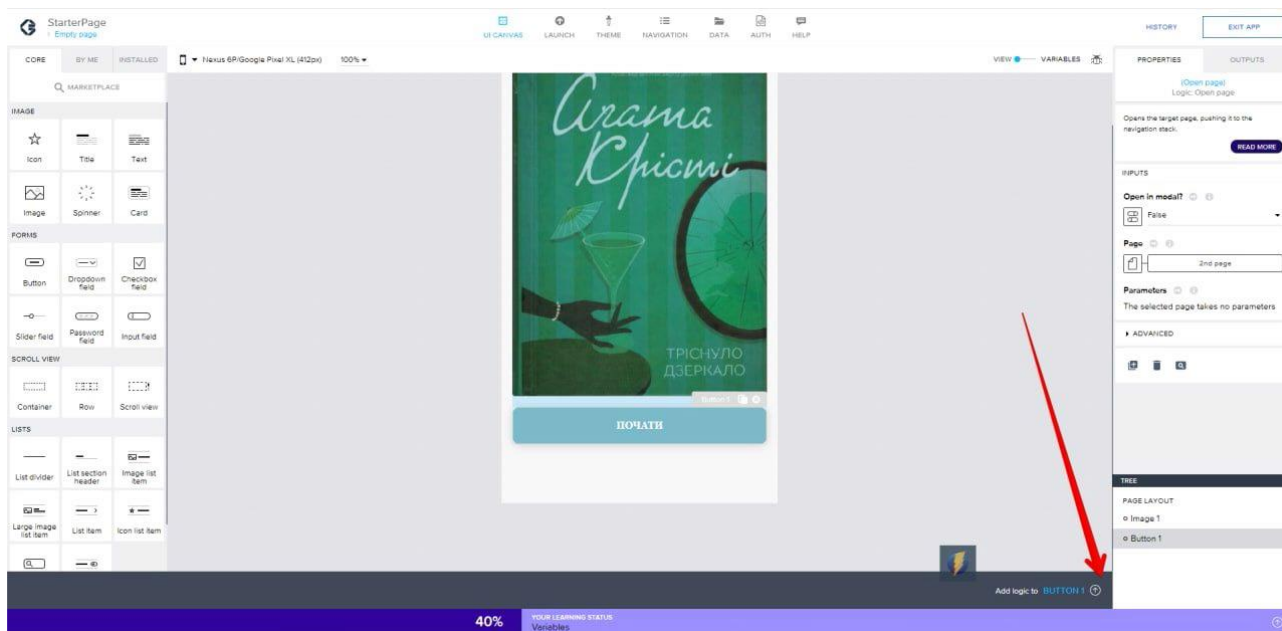 StarterPage
Empty page
UI CANVAS
LAUNCH
THEME
NAVIGATION
DATA
AUTH
HELP
HISTORY
EXIT APP
CORE
BY ME
INSTALLED
Nexus 6P/Google Pixel XL (412px)
100%
VIEW
VARIABLES
PROPERTIES
OUTPUTS
MARKETPLACE
IMAGE
Icon
Title
Text
Image
Spinner
Card
FORMS
Button
Dropdown
field
Checkbox
field
Slider field
Password
field
Input field
SCROLL VIEW
Container
Row
Scroll view
LISTS
List divider
List section
header
Image list
item
Large image
list item
List item
Icon list item
Агата
Крісті
ТРІСНУЛО
ДЗЕРКАЛО
Button 1
ПОЧАТИ
(Open page)
Logic: Open page
Opens the target page, pushing it to the
navigation stack.
READ MORE
INPUTS
Open in modal?
False
Page
2nd page
Parameters
The selected page takes no parameters
ADVANCED
TREE
PAGE LAYOUT
Image 1
Button 1
Add logic to BUTTON 1
40%
YOUR LEARNING STATUS
Variables